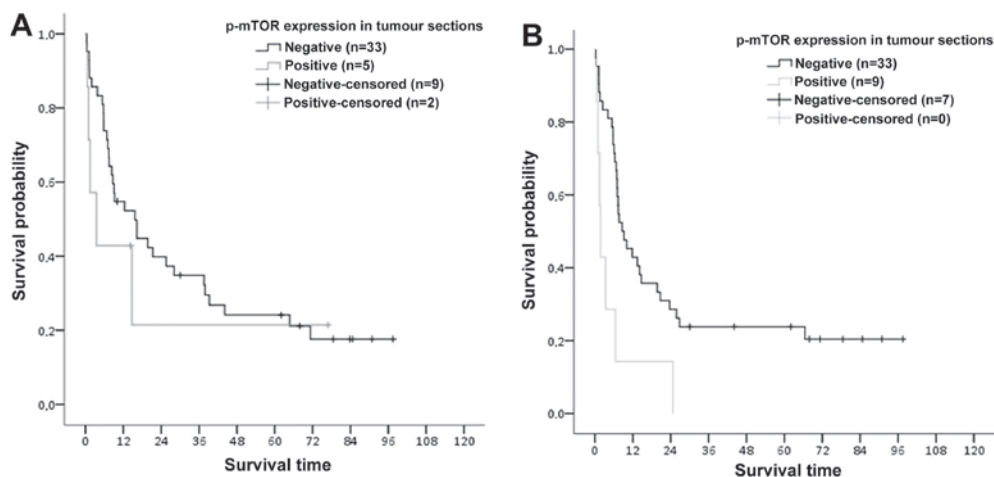 A
p-mTOR expression in tumour sections
Negative (n=33)
Positive (n=5)
Negative-censored (n=9)
Positive-censored (n=2)
1,0
0,8
0,6
0,4
0,2
0,0
Survival probability
0 12 24 36 48 60 72 84 96 108 120
Survival time
B
p-mTOR expression in tumour sections
Negative (n=33)
Positive (n=9)
Negative-censored (n=7)
Positive-censored (n=0)
1,0
0,8
0,6
0,4
0,2
0,0
Survival probability
0 12 24 36 48 60 72 84 96 108 120
Survival time